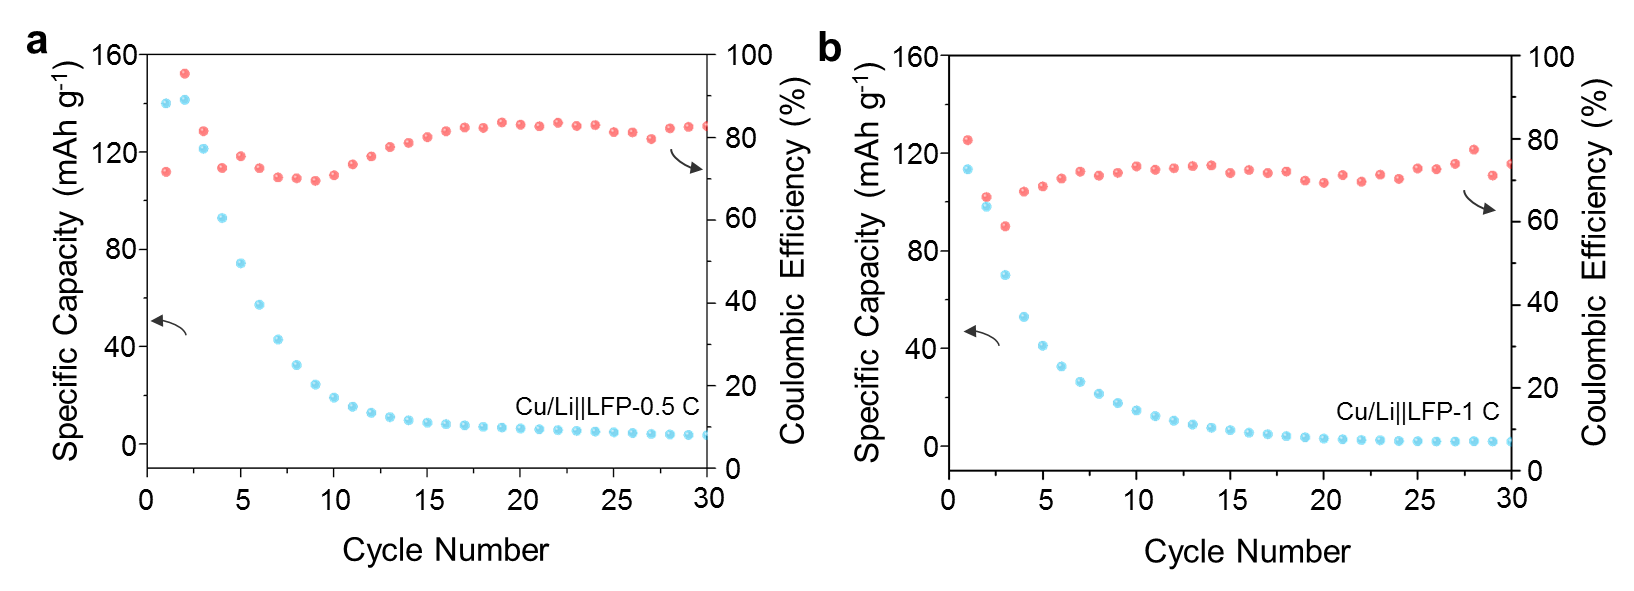 a
160
120
80
40
0
Specific Capacity (mAh g⁻¹)
100
80
60
40
20
0
Coulombic Efficiency (%)
Cu/Li||LFP-0.5 C
0 5 10 15 20 25 30
Cycle Number
b
160
120
80
40
0
Specific Capacity (mAh g⁻¹)
100
80
60
40
20
0
Coulombic Efficiency (%)
Cu/Li||LFP-1 C
0 5 10 15 20 25 30
Cycle Number